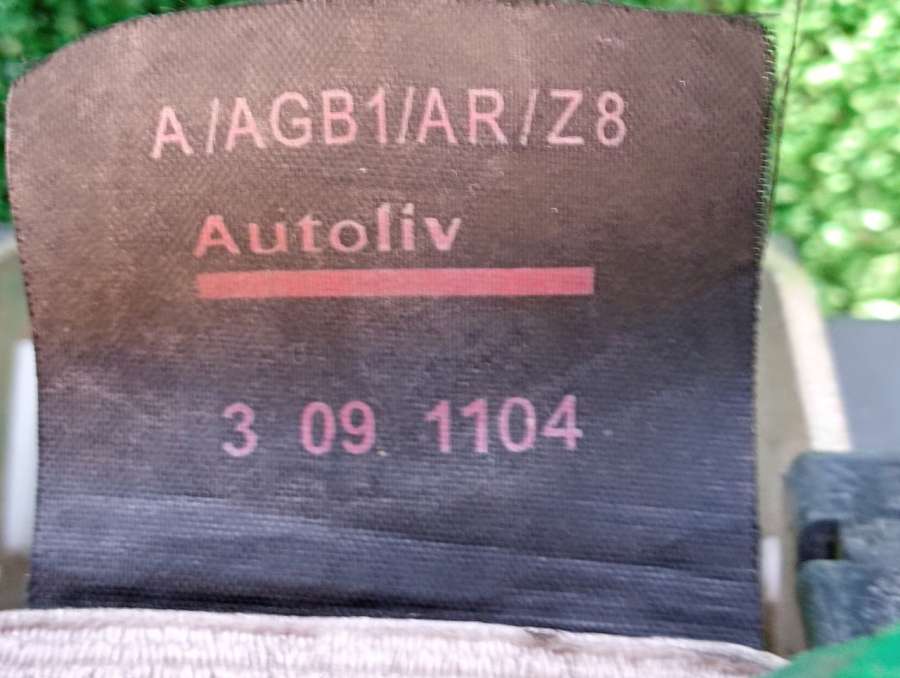 A/AGB1/AR/Z8
Autoliv
3 09 1104